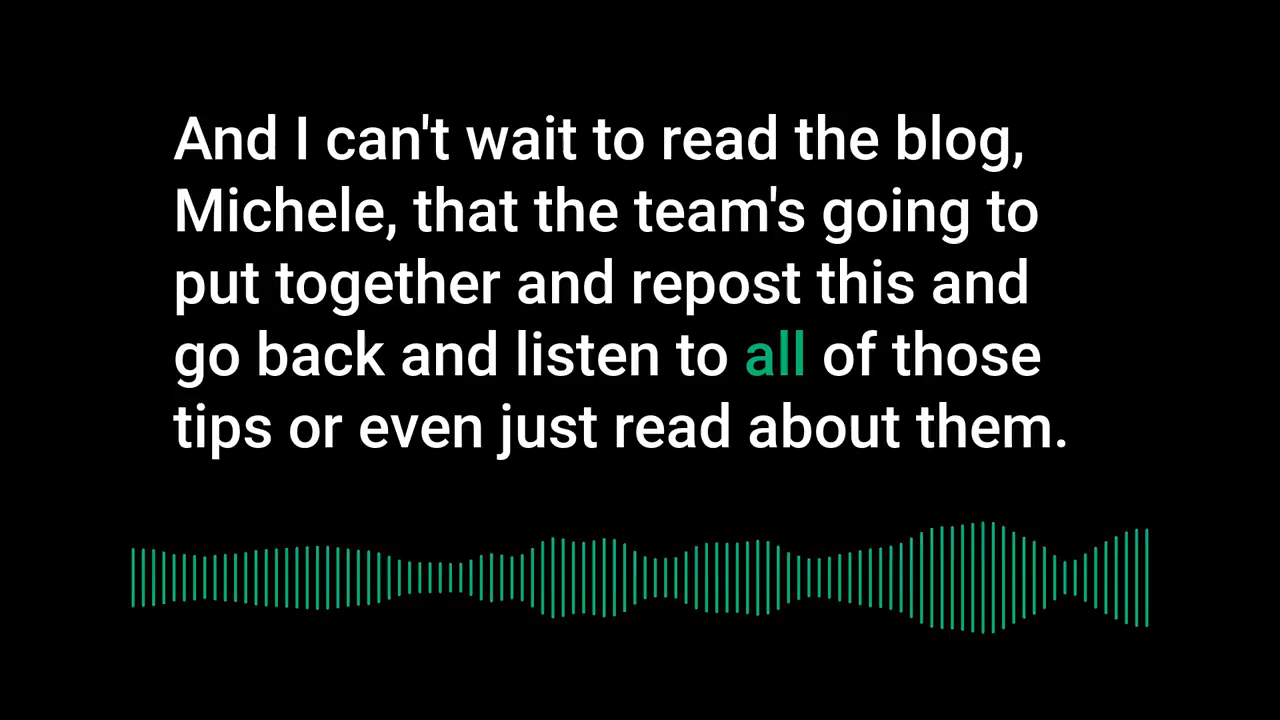 And I can't wait to read the blog,
Michele, that the team's going to
put together and repost this and
go back and listen to all of those
tips or even just read about them.